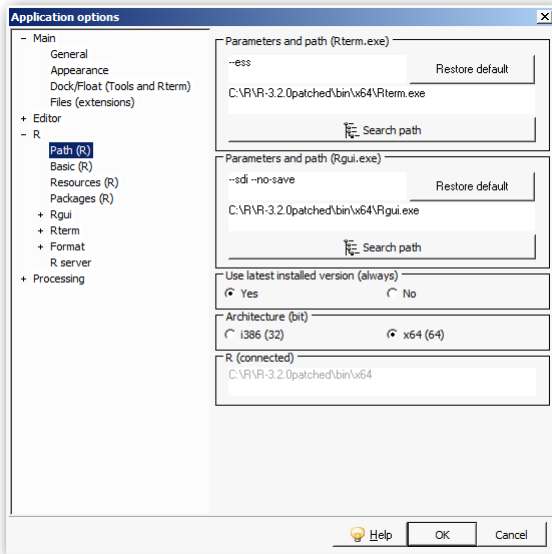 Application options
Main
General
Appearance
Dock/Float (Tools and Rterm)
Files (extensions)
Editor
R
Path (R)
Basic (R)
Resources (R)
Packages (R)
Rgui
Rterm
Format
R server
Processing
Parameters and path (Rterm.exe)
--ess
Restore default
C:\R\R-3.2.0patched\bin\x64\Rterm.exe
Search path
Parameters and path (Rgui.exe)
--sdi --no-save
Restore default
C:\R\R-3.2.0patched\bin\x64\Rgui.exe
Search path
Use latest installed version (always)
Yes No
Architecture (bit)
i386 (32) x64 (64)
R (connected)
C:\R\R-3.2.0patched\bin\x64
Help OK Cancel